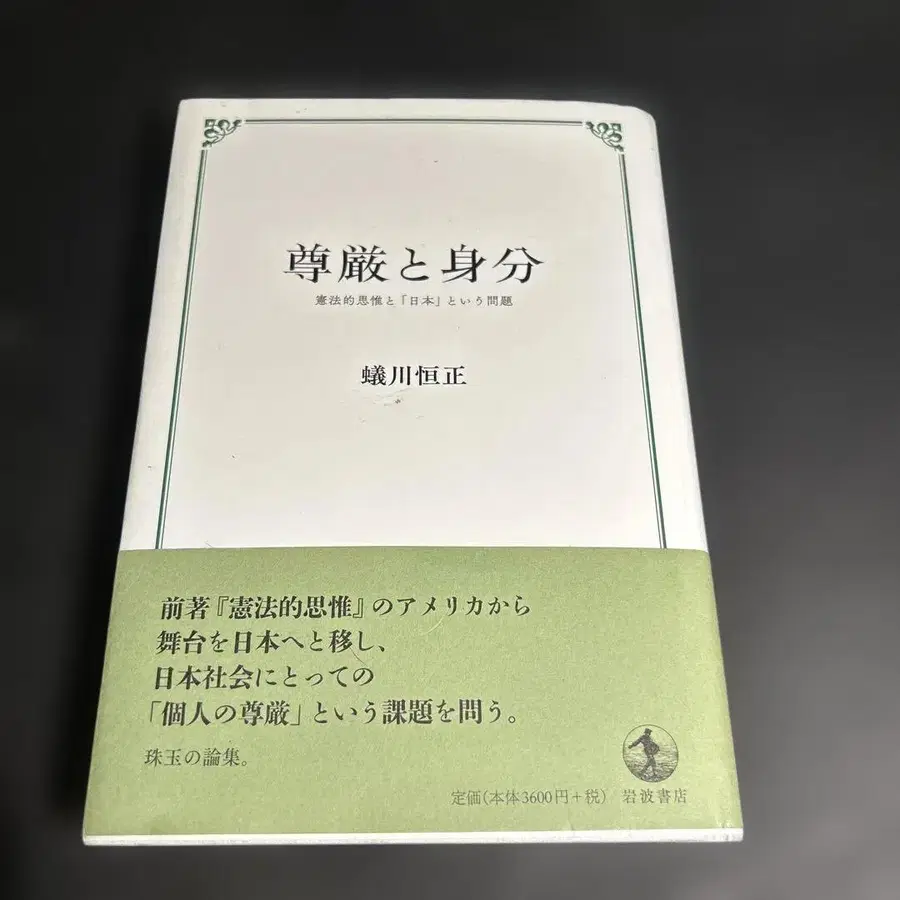 尊厳と身分
憲法的思惟と「日本」という問題
蟻川恒正
前著『憲法的思惟』のアメリカから
舞台を日本へと移し、
日本社会にとっての
「個人の尊厳」という課題を問う。
珠玉の論集。
定価(本体3600円+税) 岩波書店